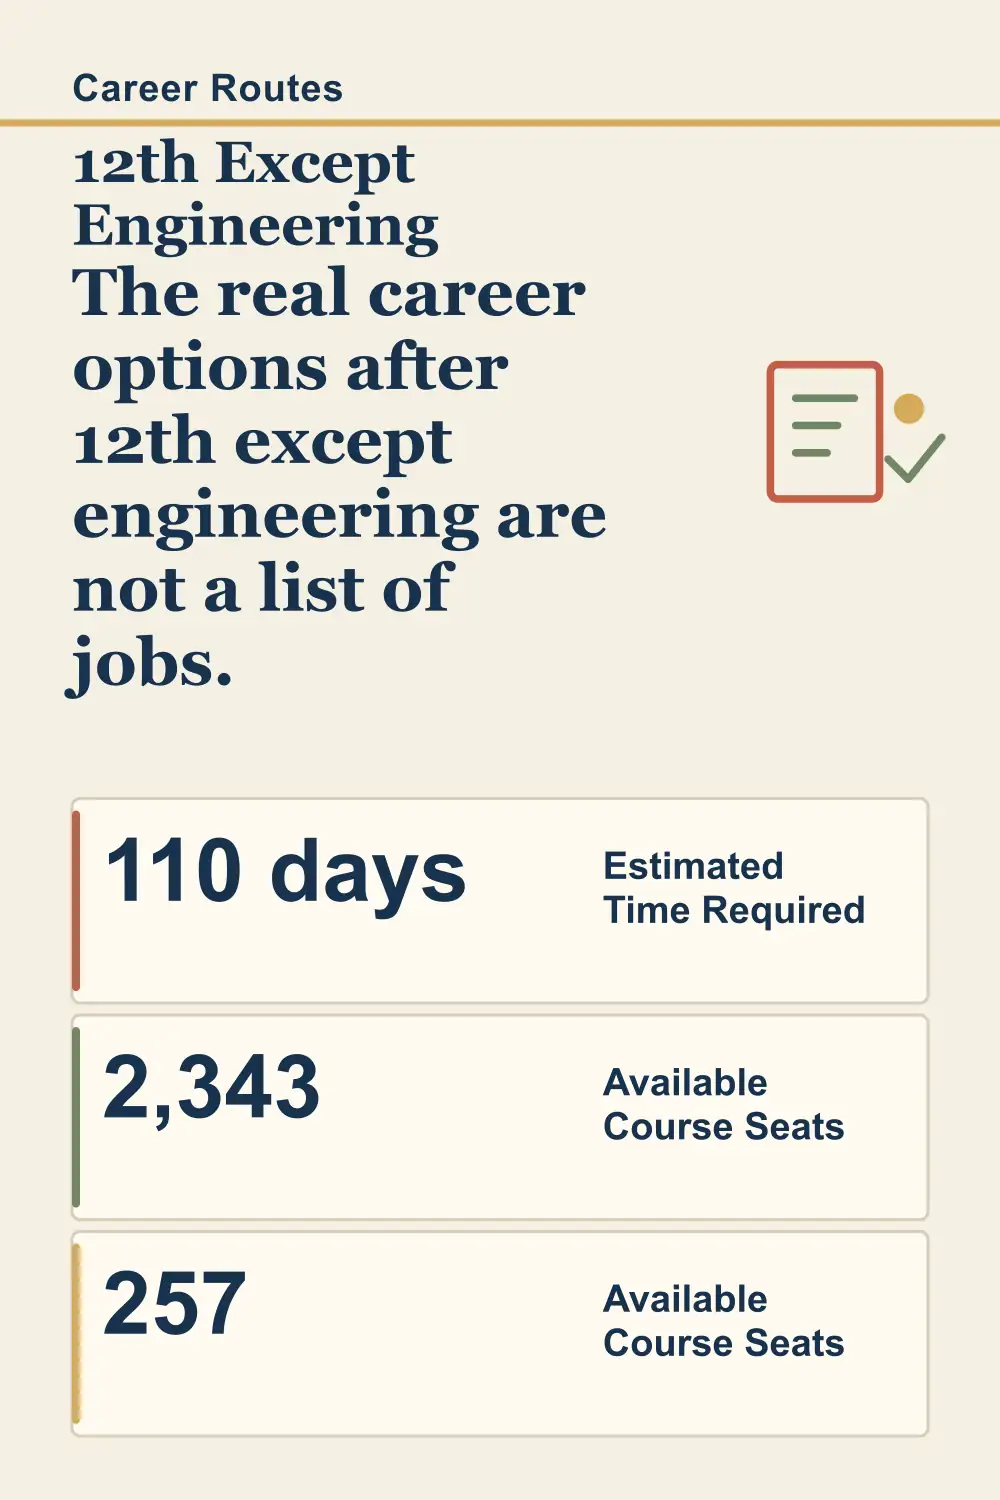 Career Routes
12th Except
Engineering
The real career
options after
12th except
engineering are
not a list of
jobs.
110 days
Estimated
Time Required
2,343
Available
Course Seats
257
Available
Course Seats